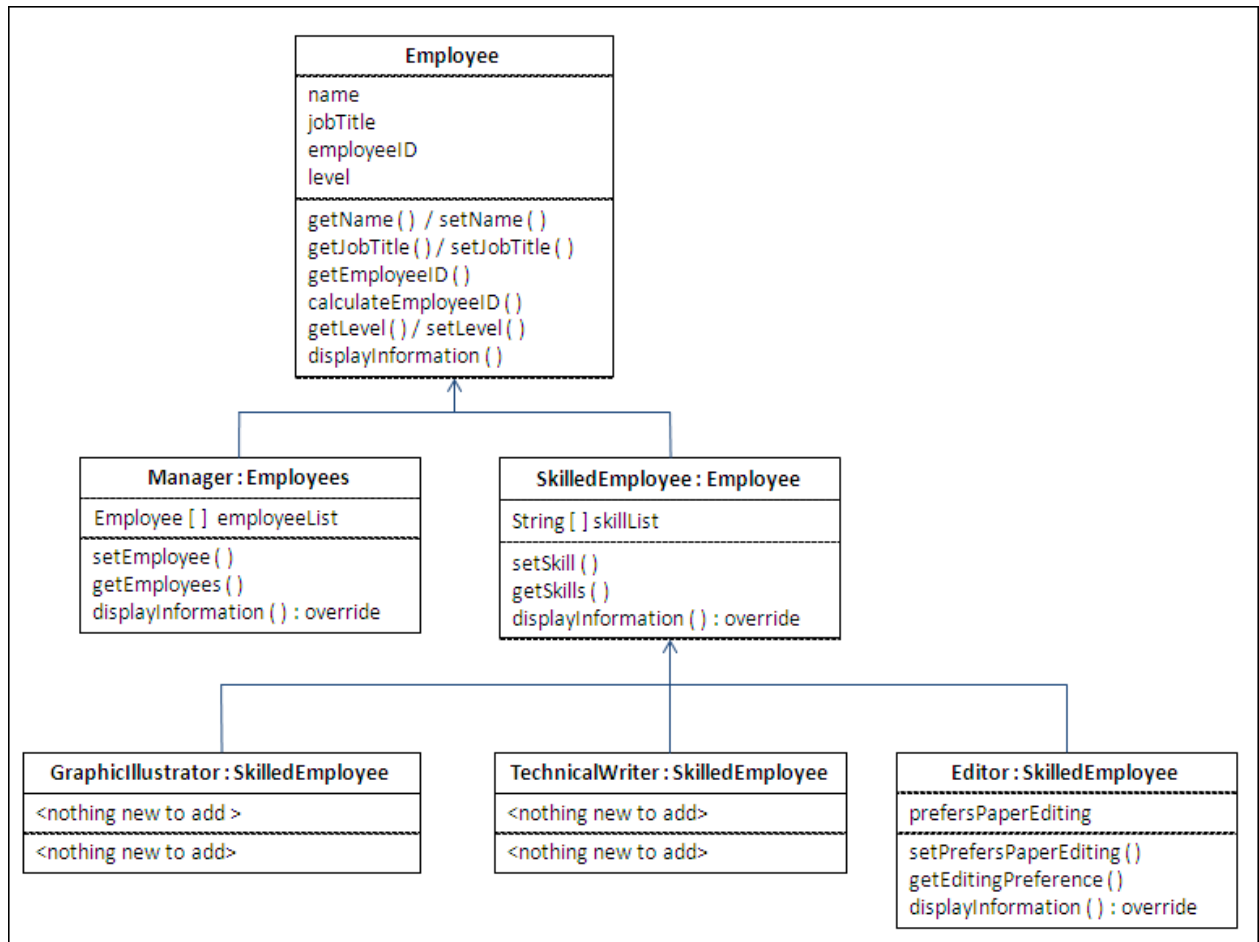 Employee
name
jobTitle
employeeID
level
getName ( ) / setName ( )
getJobTitle ( ) / setJobTitle ( )
getEmployeeID ( )
calculateEmployeeID ( )
getLevel ( ) / setLevel ( )
displayInformation ( )
Manager : Employees
Employee [ ] employeeList
setEmployee ( )
getEmployees ( )
displayInformation ( ) : override
SkilledEmployee : Employee
String [ ] skillList
setSkill ( )
getSkills ( )
displayInformation ( ) : override
GraphicIllustrator : SkilledEmployee
<nothing new to add >
<nothing new to add>
TechnicalWriter : SkilledEmployee
<nothing new to add>
<nothing new to add>
Editor : SkilledEmployee
prefersPaperEditing
setPrefersPaperEditing ( )
getEditingPreference ( )
displayInformation ( ) : override